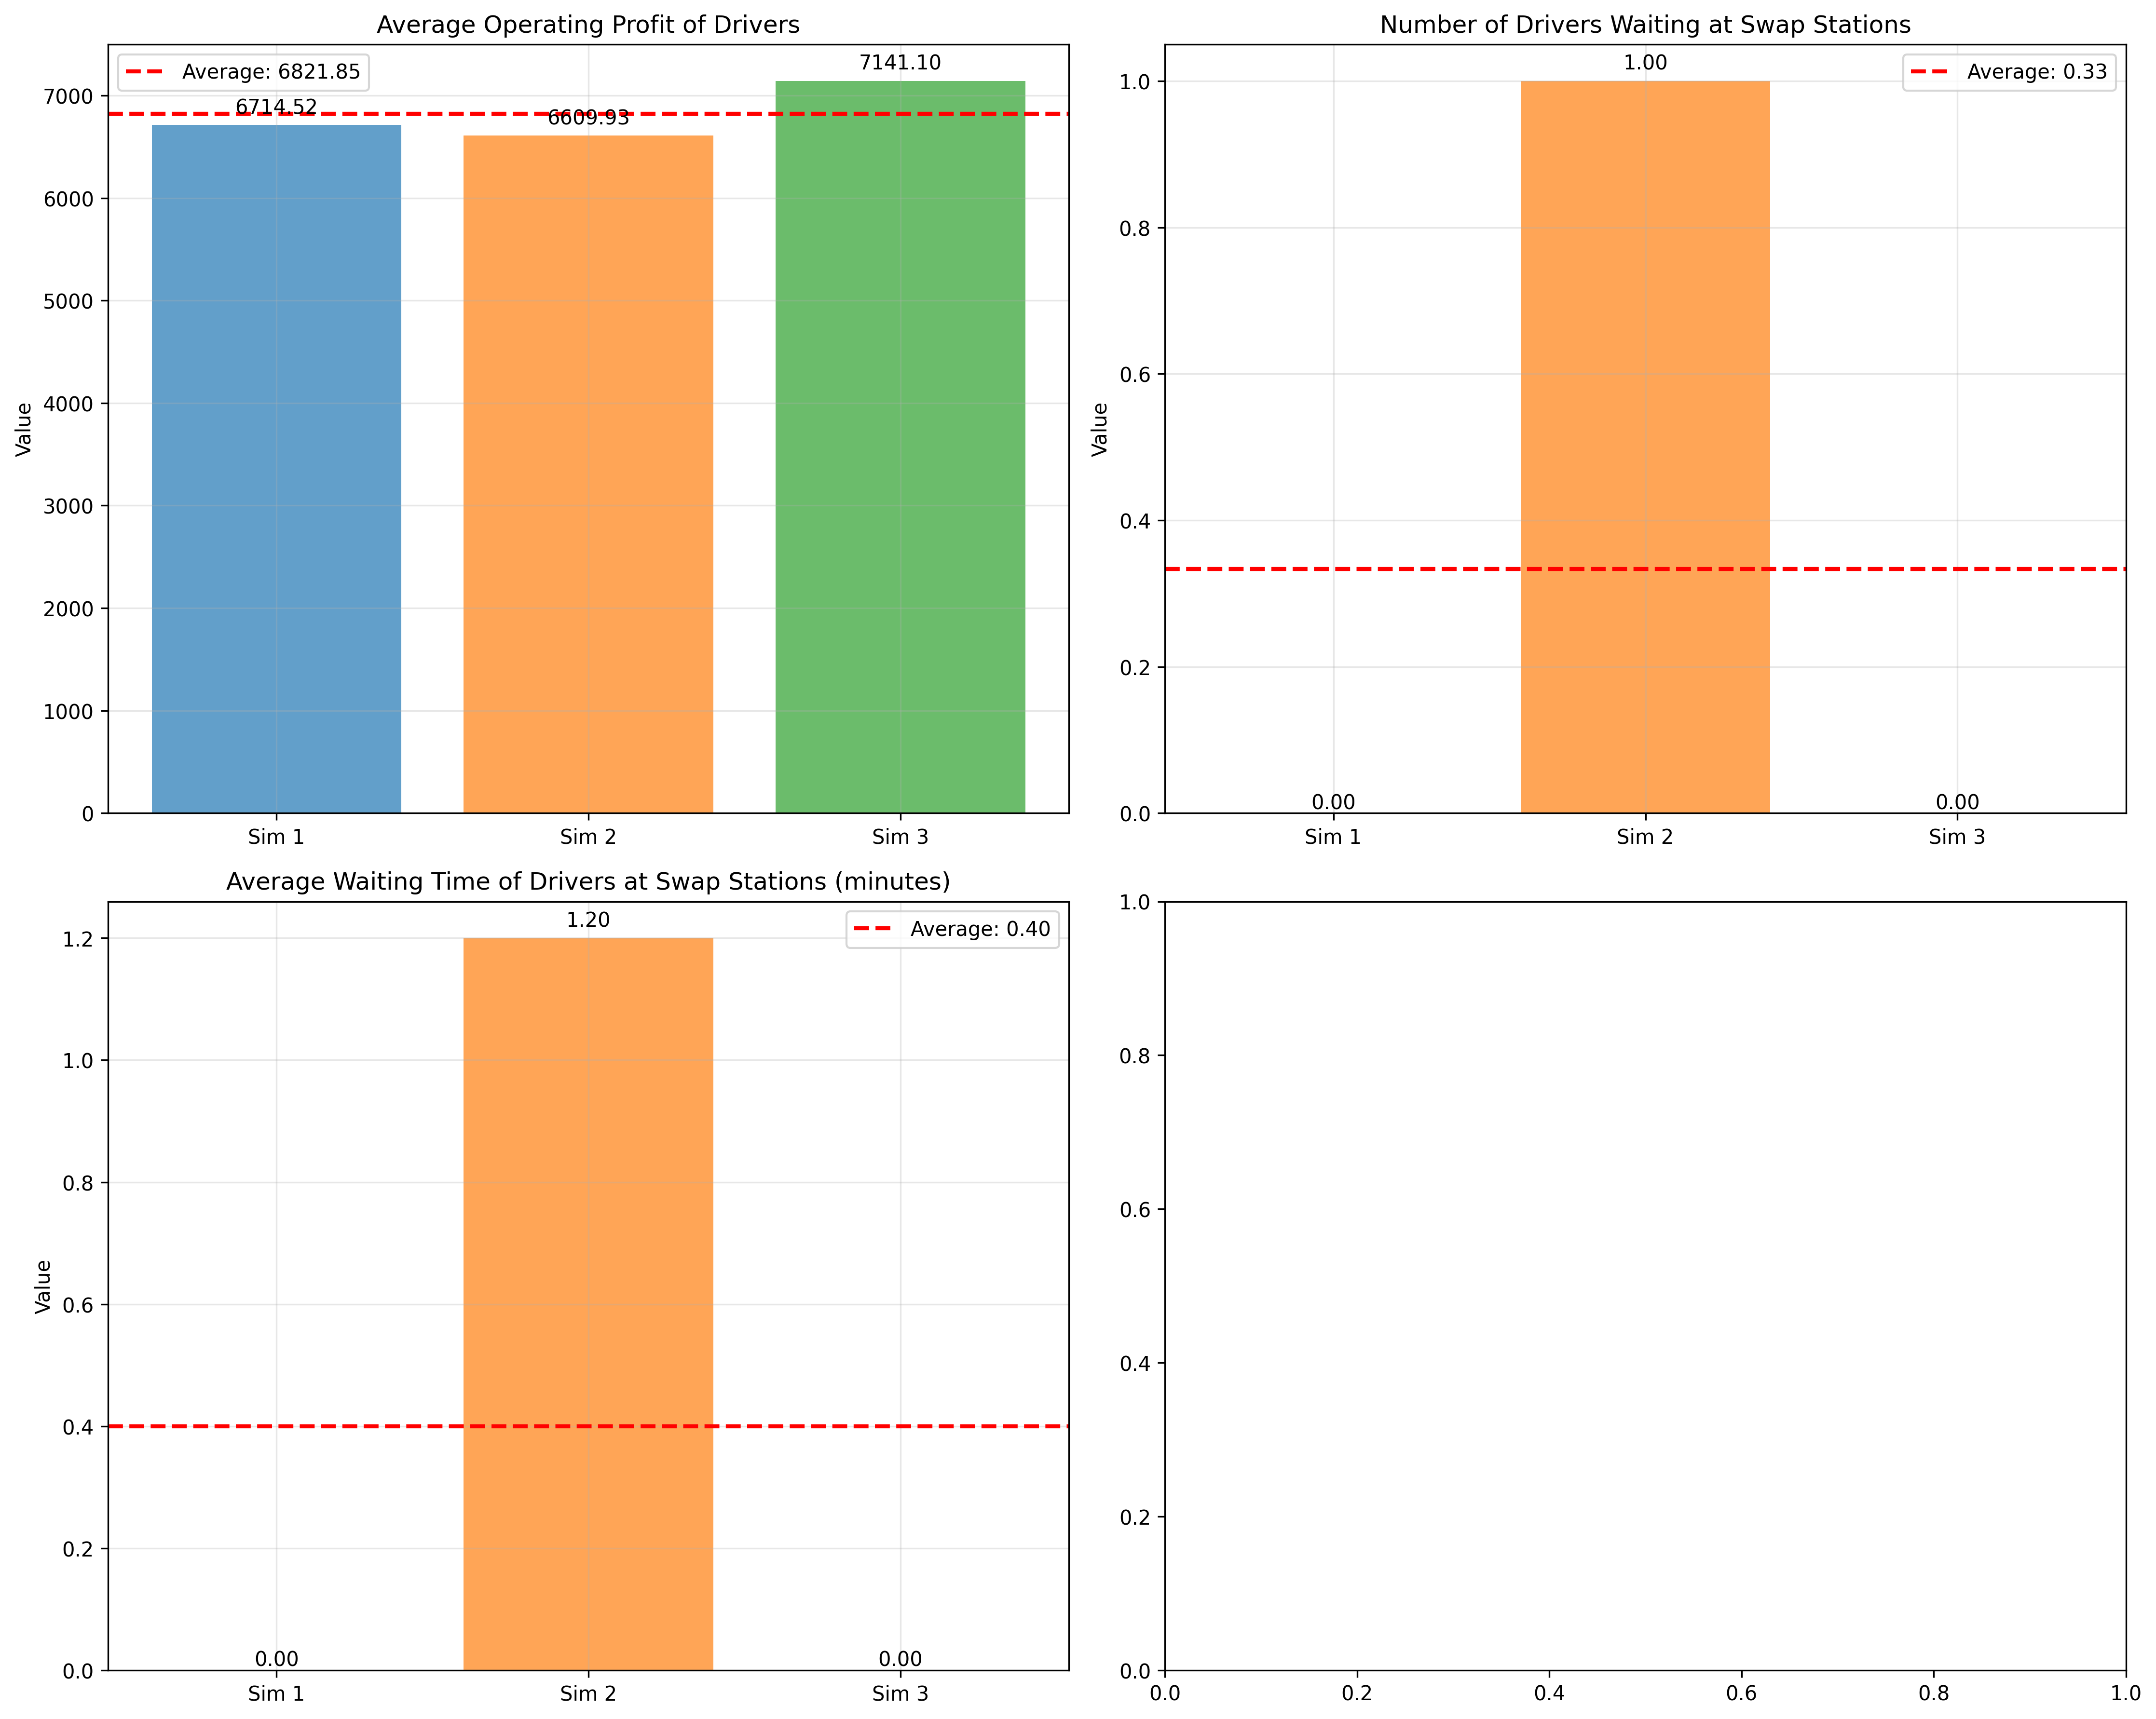 Average Operating Profit of Drivers
Average: 6821.85
6714.52
6609.93
7141.10
Value
7000
6000
5000
4000
3000
2000
1000
0
Sim 1 Sim 2 Sim 3
Number of Drivers Waiting at Swap Stations
Average: 0.33
1.00
0.00
0.00
Value
1.0
0.8
0.6
0.4
0.2
0.0
Sim 1 Sim 2 Sim 3
Average Waiting Time of Drivers at Swap Stations (minutes)
Average: 0.40
1.20
0.00
0.00
Value
1.2
1.0
0.8
0.6
0.4
0.2
0.0
Sim 1 Sim 2 Sim 3
1.0
0.8
0.6
0.4
0.2
0.0
0.0 0.2 0.4 0.6 0.8 1.0